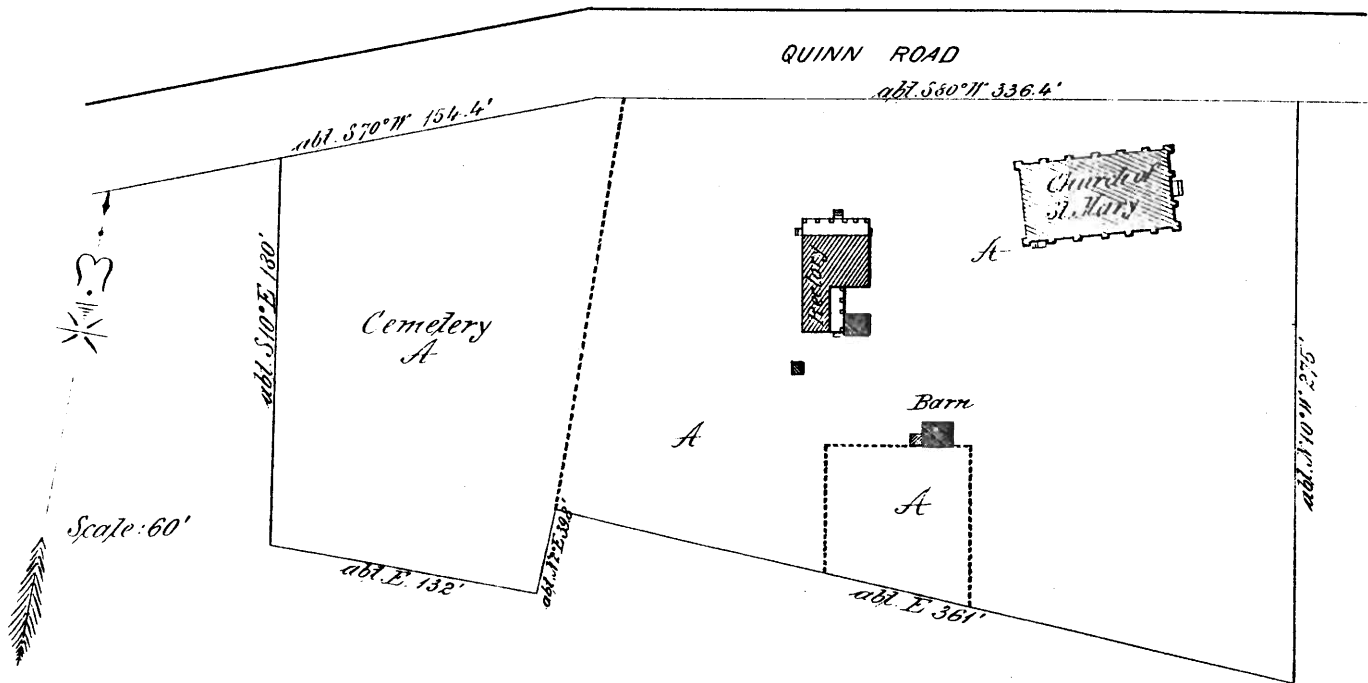 QUINN ROAD
abt. S80°W 336.4'
abt. S70°W 154.4'
Church of
St. Mary
A
Rectory
abt S10°E 180'
Cemetery
A
abt. N10°W. 275'
Barn
A
A
Scale: 60'
abt. E. 132'
abt. E 361'